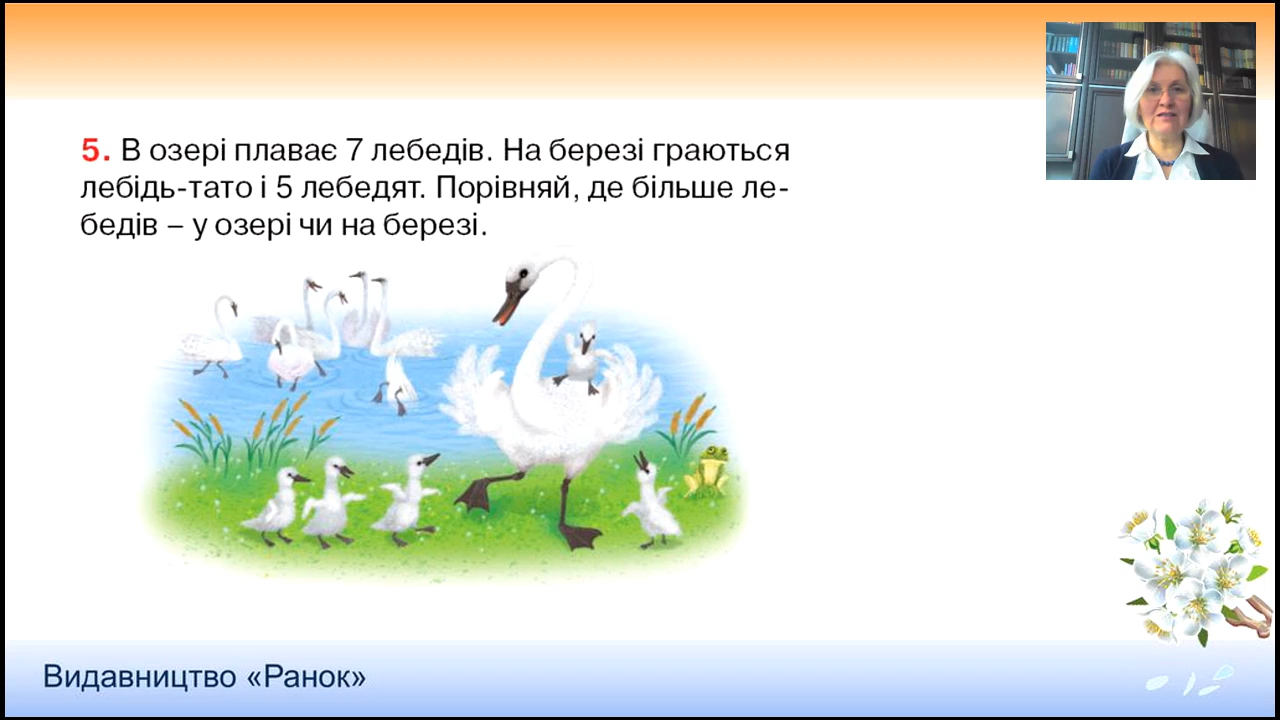 5. В озері плаває 7 лебедів. На березі граються
лебідь-тато і 5 лебедят. Порівняй, де більше ле-
бедів – у озері чи на березі.
Видавництво «Ранок»